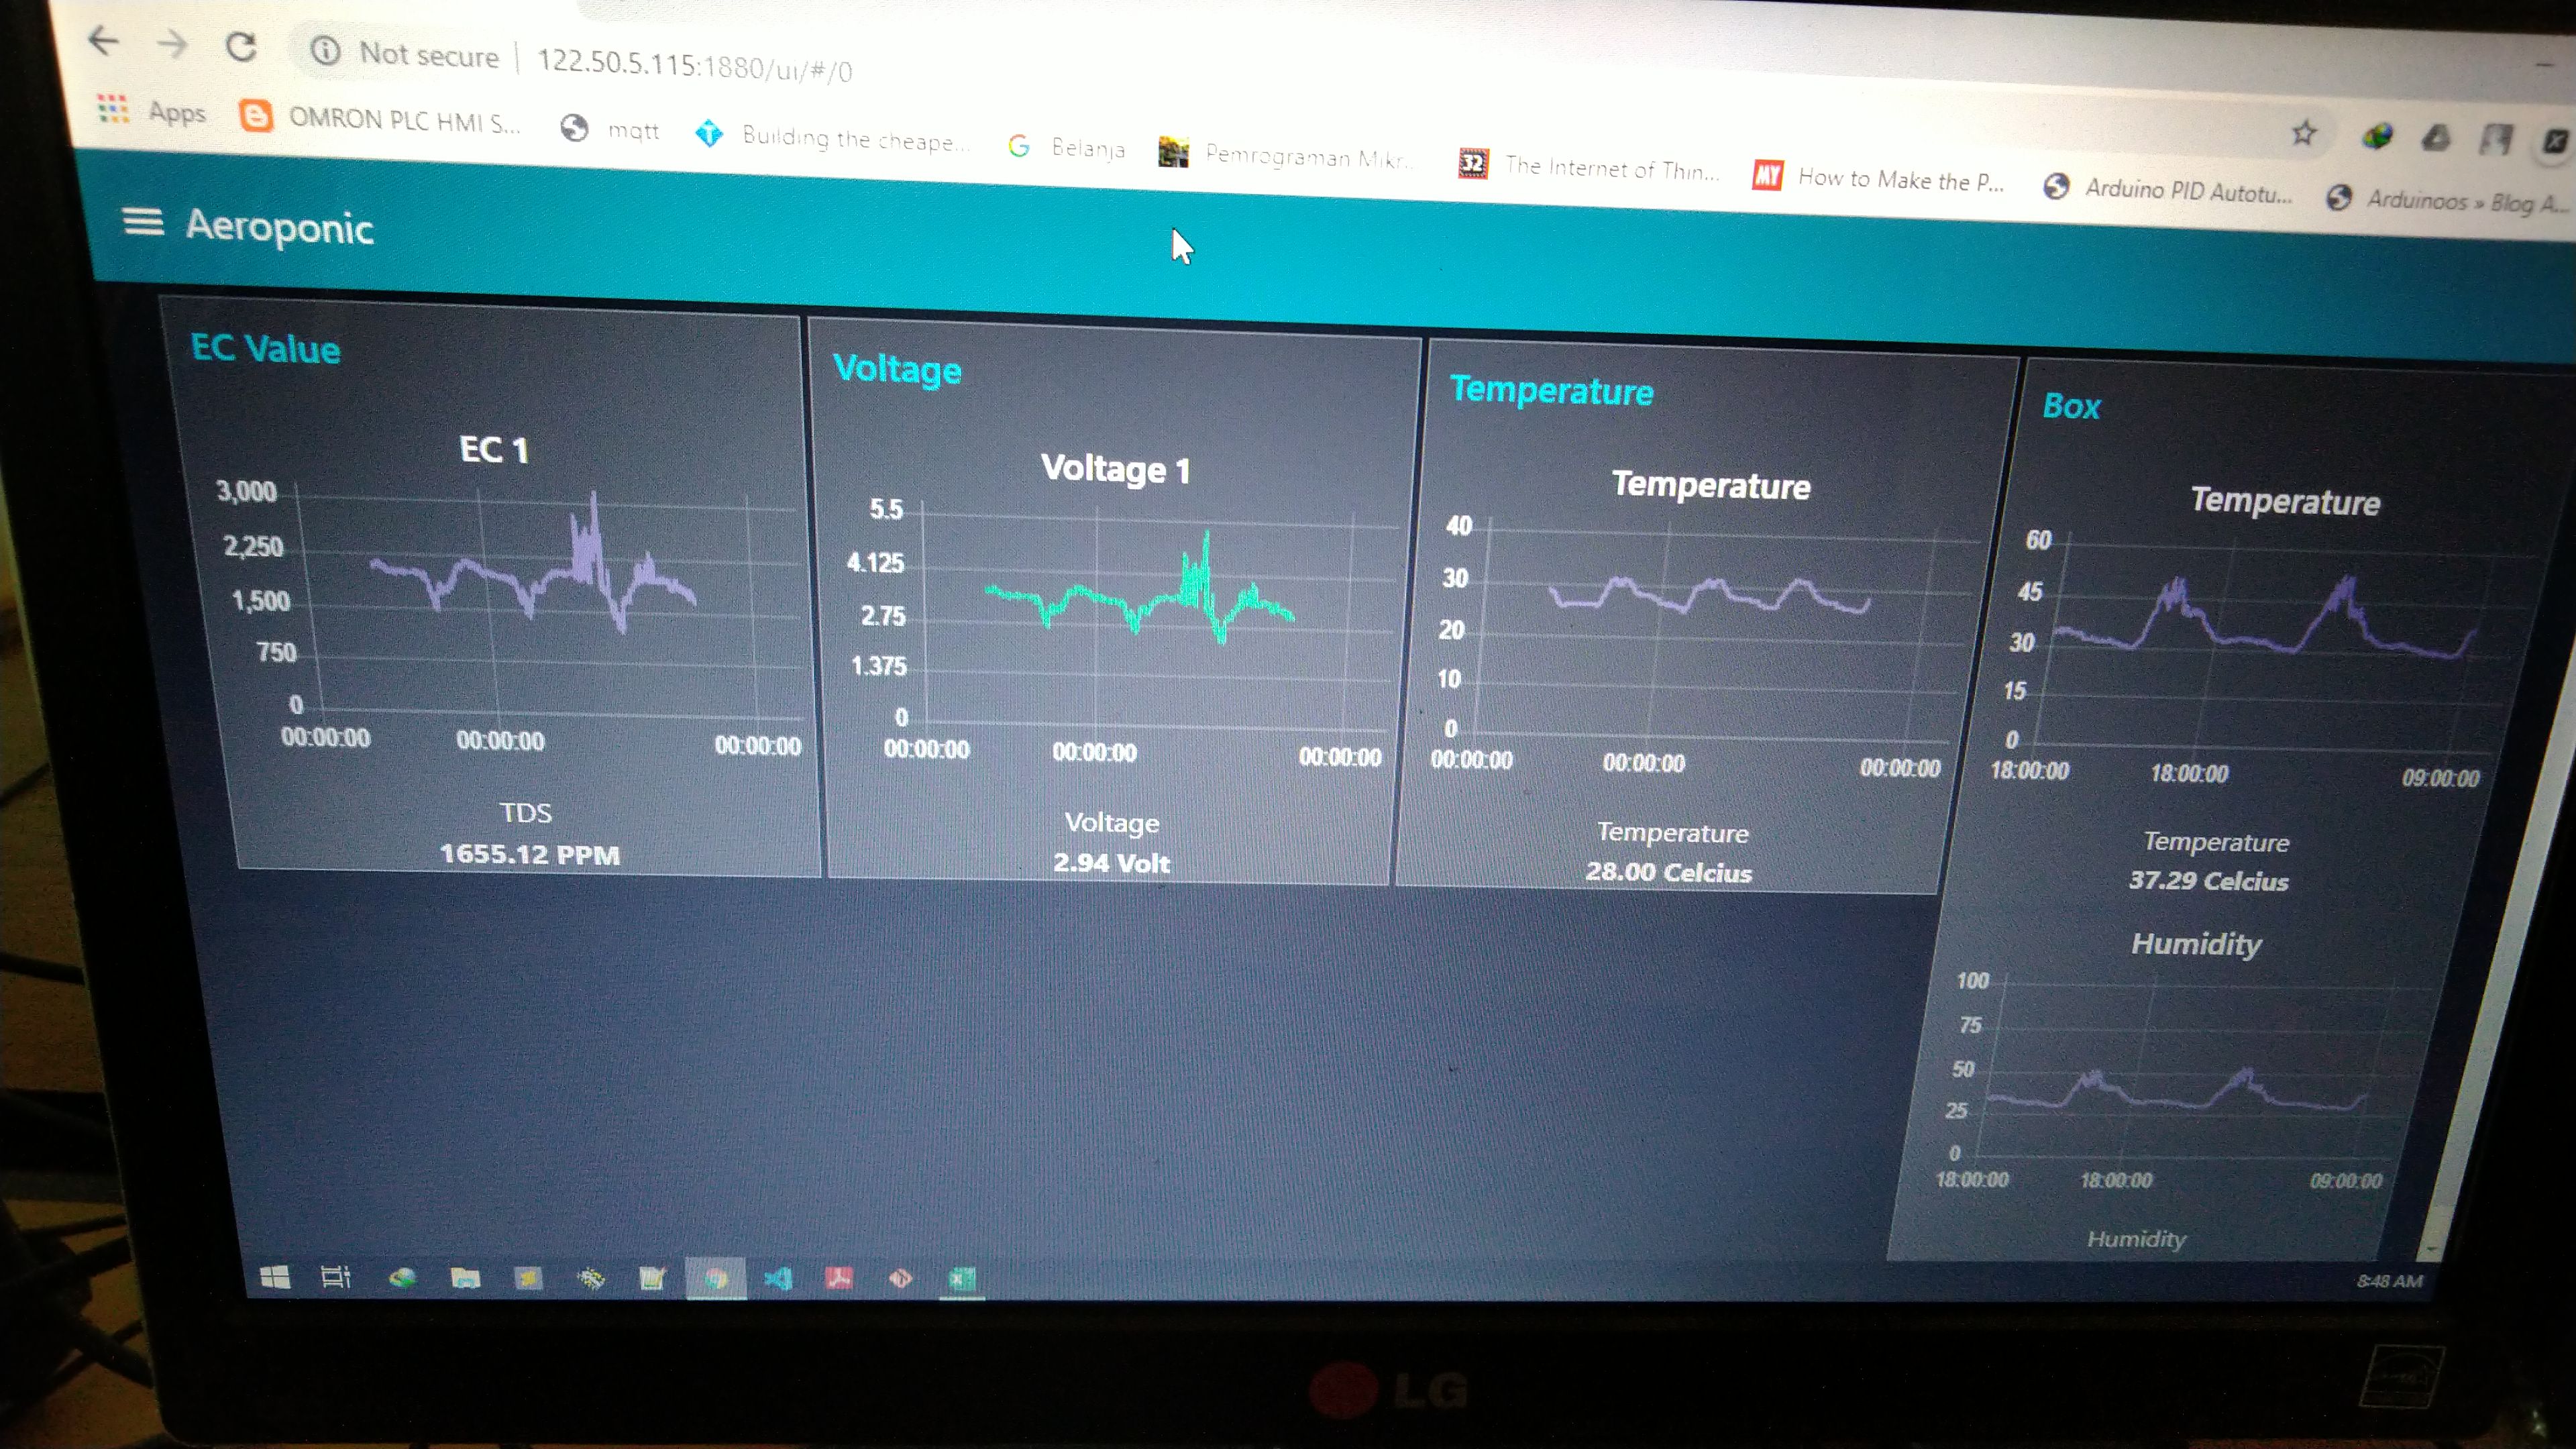 Not secure | 122.50.5.115:1880/ui/#/0
Apps OMRON PLC HMI S... mqtt Building the cheape... Belanja Pemrograman Mikr... The Internet of Thin... How to Make the P... Arduino PID Autotu... Arduinoos » Blog A...
32
MY
Aeroponic
EC Value
EC 1
3,000
2,250
1,500
750
0
00:00:00 00:00:00 00:00:00
TDS
1655.12 PPM
Voltage
Voltage 1
5.5
4.125
2.75
1.375
0
00:00:00 00:00:00 00:00:00
Voltage
2.94 Volt
Temperature
Temperature
40
30
20
10
0
00:00:00 00:00:00 00:00:00
Temperature
28.00 Celcius
Box
Temperature
60
45
30
15
0
18:00:00 18:00:00 09:00:00
Temperature
37.29 Celcius
Humidity
100
75
50
25
0
18:00:00 18:00:00 09:00:00
Humidity
8:48 AM
LG